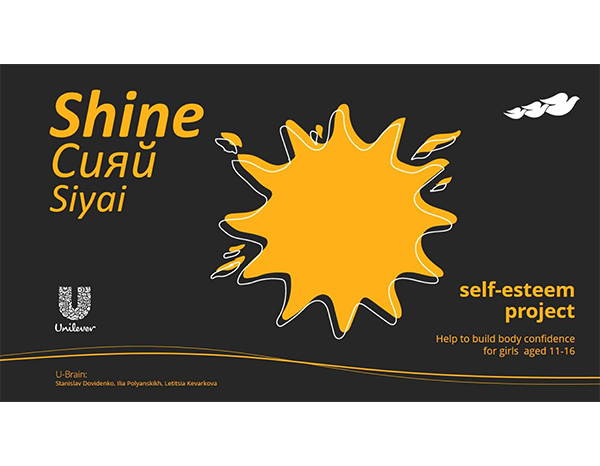 Shine
Сияй
Siyai
Unilever
self-esteem
project
Help to build body confidence
for girls aged 11-16
U-Brain:
Stanislav Dovidenko, Ilia Polyanskikh, Letitsia Kevarkova